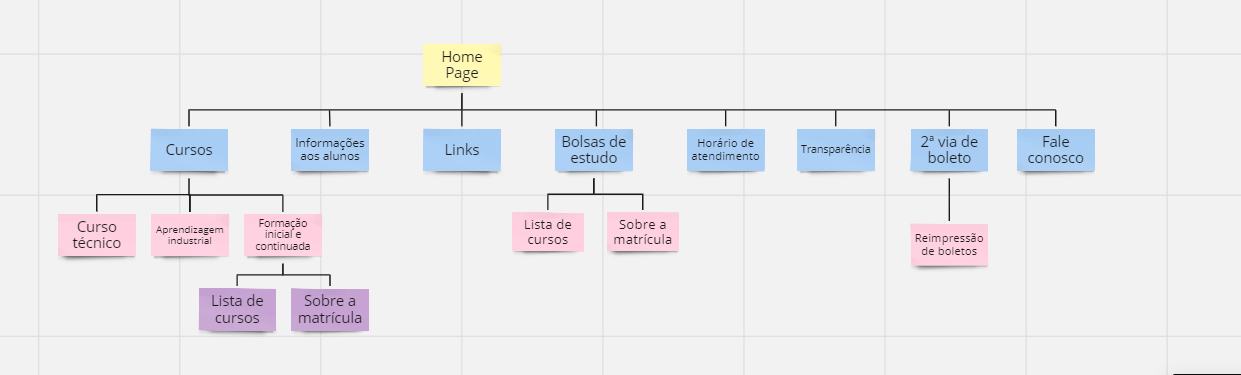 Home
Page
Cursos
Informações
aos alunos
Links
Bolsas de
estudo
Horário de
atendimento
Transparência
2ª via de
boleto
Fale
conosco
Curso
técnico
Aprendizagem
industrial
Formação
inicial e
continuada
Lista de
cursos
Sobre a
matrícula
Reimpressão
de boletos
Lista de
cursos
Sobre a
matrícula